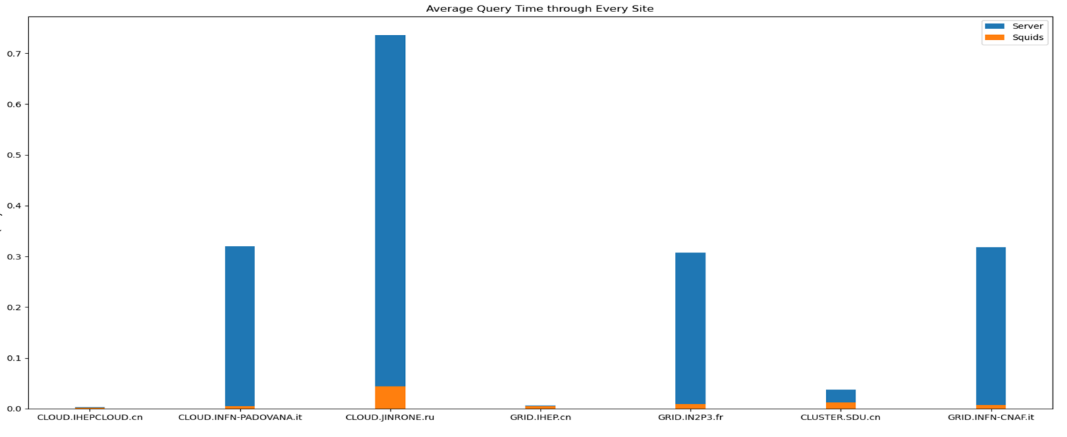 Average Query Time through Every Site
Server
Squids
0.7
0.6
0.5
0.4
0.3
0.2
0.1
0.0
CLOUD.IHEPCLOUD.cn CLOUD.INFN-PADOVANA.it CLOUD.JINRONE.ru GRID.IHEP.cn GRID.IN2P3.fr CLUSTER.SDU.cn GRID.INFN-CNAF.it